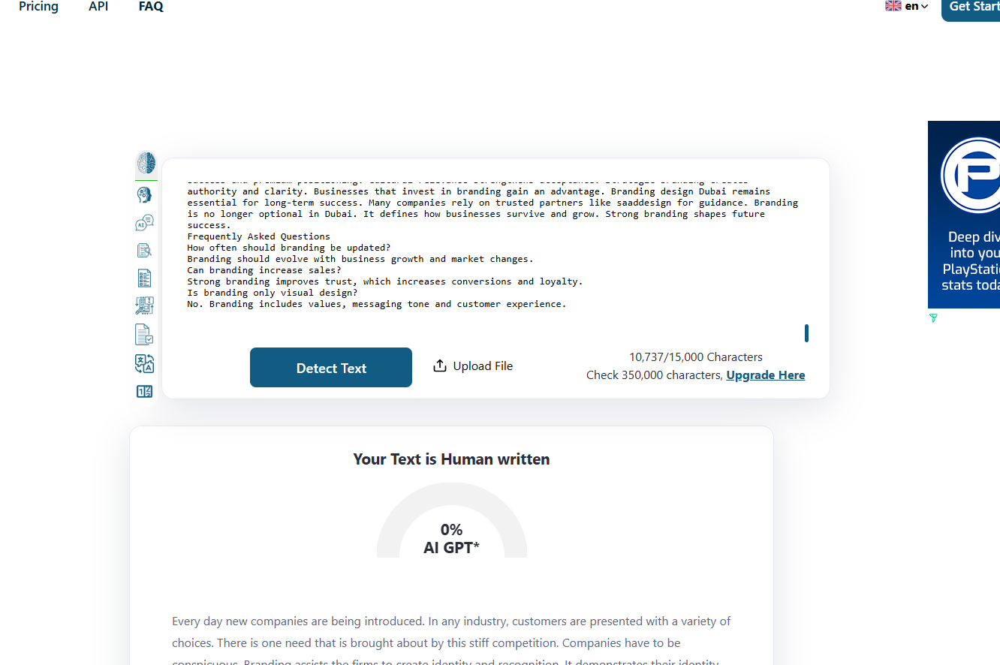 Pricing
API
FAQ
en
Get Start
authority and clarity. Businesses that invest in branding gain an advantage. Branding design Dubai remains
essential for long-term success. Many companies rely on trusted partners like saaddesign for guidance. Branding
is no longer optional in Dubai. It defines how businesses survive and grow. Strong branding shapes future
success.
Frequently Asked Questions
How often should branding be updated?
Branding should evolve with business growth and market changes.
Can branding increase sales?
Strong branding improves trust, which increases conversions and loyalty.
Is branding only visual design?
No. Branding includes values, messaging tone and customer experience.
Detect Text
Upload File
10,737/15,000 Characters
Check 350,000 characters, Upgrade Here
Deep div
into you
PlayStati
stats toda
Your Text is Human written
0%
AI GPT*
Every day new companies are being introduced. In any industry, customers are presented with a variety of
choices. There is one need that is brought about by this stiff competition. Companies have to be
conspicuous. Branding assists the firms to create identity and recognition. It demonstrates their identity,